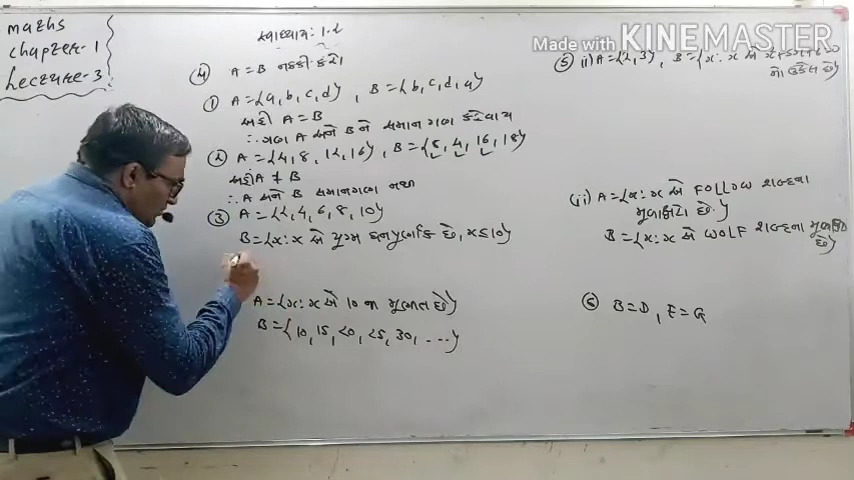 maths
chapter-1
Lecture-3
સ્વાધ્યાય: 1.2
④ A = B નક્કી કરો
① A = {a, b, c, d} , B = {b, c, d, a}
અહીં A = B
∴ ગણ A અને B ને સમાન ગણ કહેવાય
② A = {4, 8, 12, 16} , B = {8, 4, 16, 18}
અહીં A ≠ B
∴ A અને B સમાનગણ નથી
③ A = {2, 4, 6, 8, 10}
B = {x : x એ યુગ્મ ધન પૂર્ણાંક છે, x ≤ 10}
A = {x : x એ 10 ના ગુણાંક છે}
B = {10, 15, 20, 25, 30, ...}
Made with KINEMASTER
⑤ (i) A = {2, 3} , B = {x : x એ
નો ઉકેલ છે}
(ii) A = {x : x એ FOLLOW શબ્દના
મૂળાક્ષરો છે}
B = {x : x એ WOLF શબ્દના
છે}
⑥ B = D , E = G